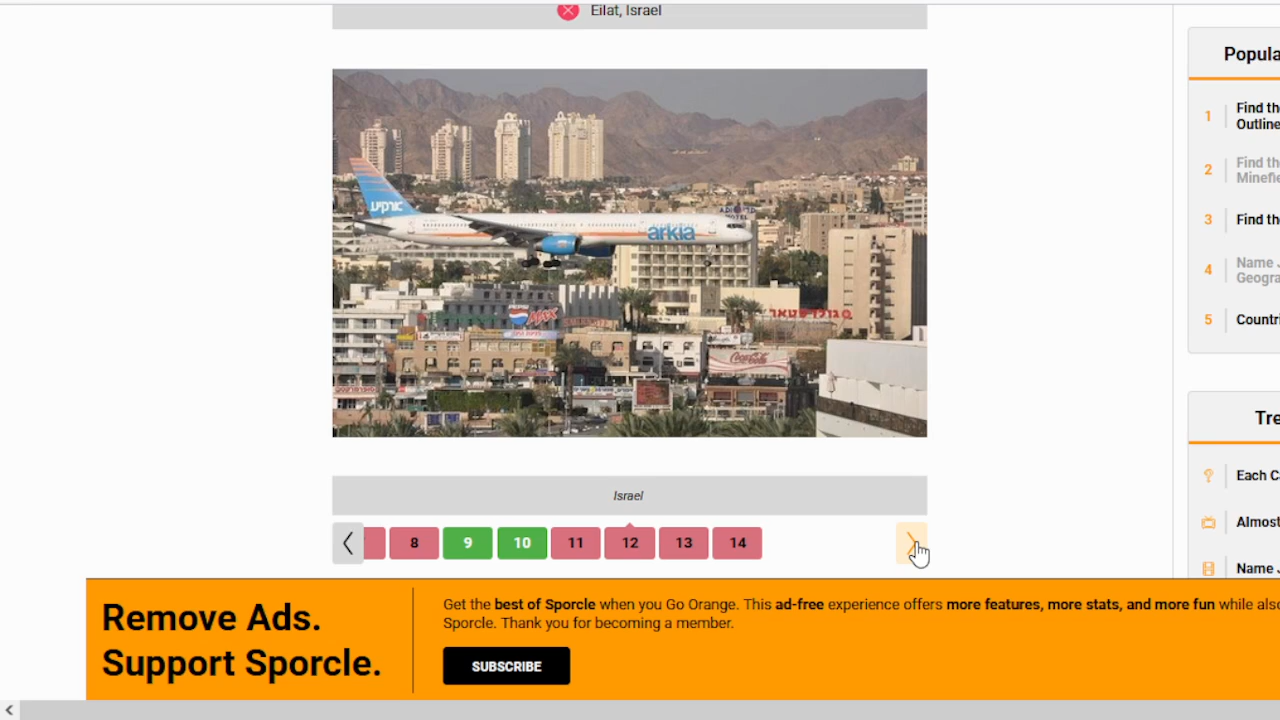 Eilat, Israel
ארקיע
arkia
MAX
גולדסטאר
Coca-Cola
Israel
8
9
10
11
12
13
14
Popula
1
Find th
Outline
2
Find th
Minefie
3
Find th
4
Name J
Geogra
5
Countri
Tre
Each C
Almost
Name J
Remove Ads.
Support Sporcle.
Get the best of Sporcle when you Go Orange. This ad-free experience offers more features, more stats, and more fun while also
Sporcle. Thank you for becoming a member.
SUBSCRIBE